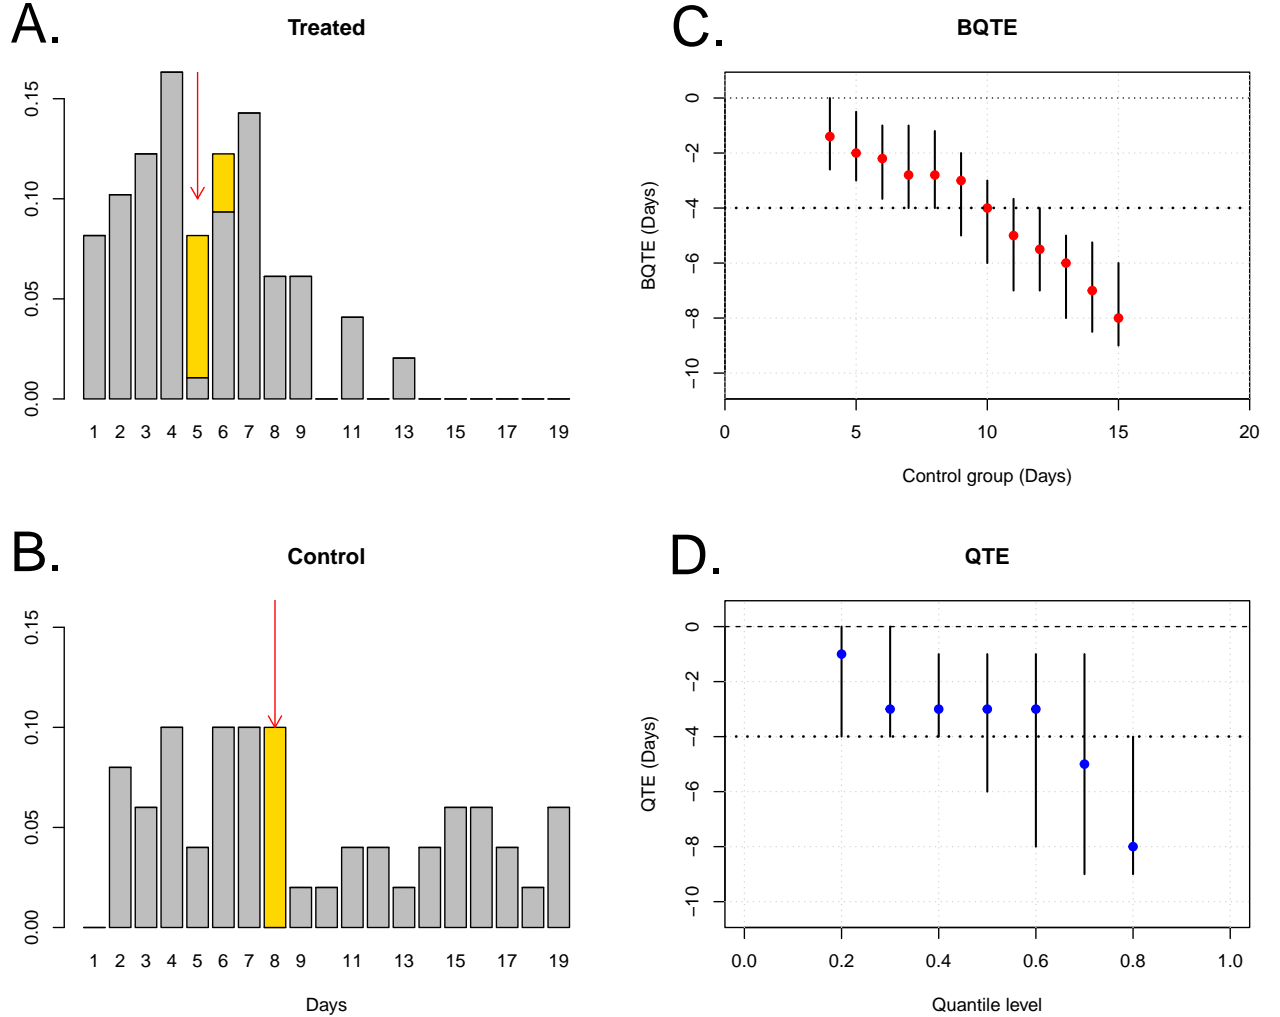 A.
Treated
0.00 0.05 0.10 0.15
1 2 3 4 5 6 7 8 9 11 13 15 17 19
B.
Control
0.00 0.05 0.10 0.15
1 2 3 4 5 6 7 8 9 11 13 15 17 19
Days
C.
BQTE
BQTE (Days)
0 −2 −4 −6 −8 −10
0 5 10 15 20
Control group (Days)
D.
QTE
QTE (Days)
0 −2 −4 −6 −8 −10
0.0 0.2 0.4 0.6 0.8 1.0
Quantile level